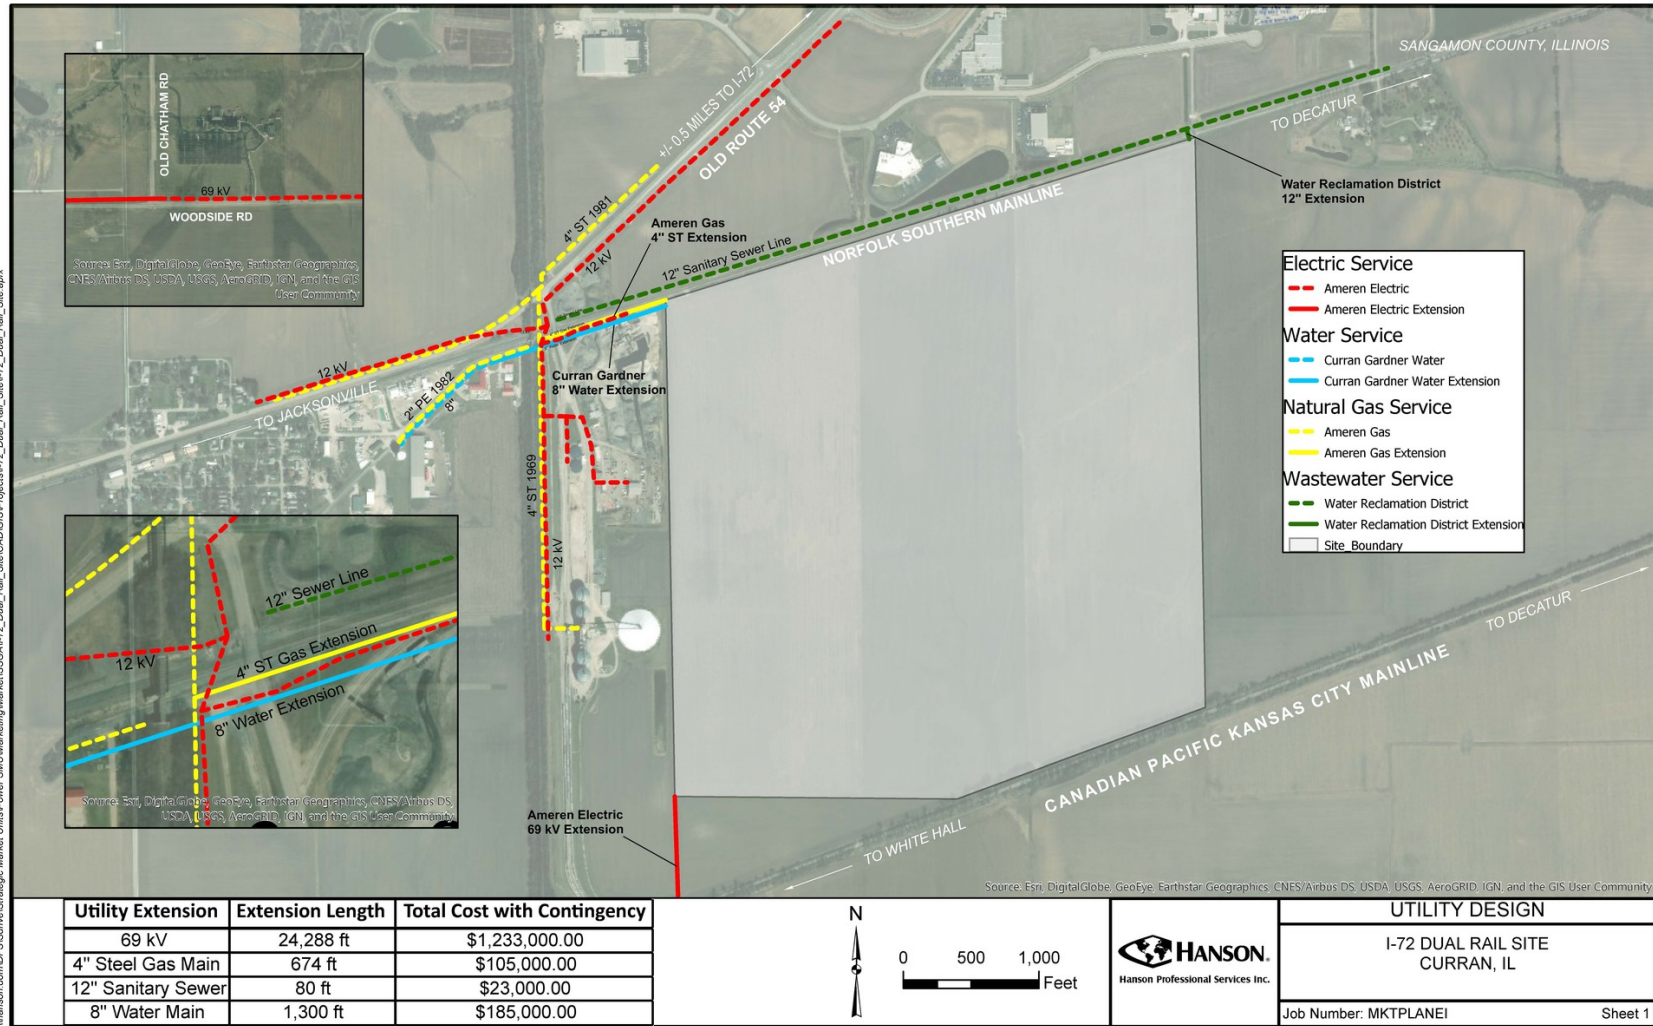 SANGAMON COUNTY, ILLINOIS
+/- 0.5 MILES TO I-72
OLD ROUTE 54
TO DECATUR
OLD CHATHAM RD
69 kV
WOODSIDE RD
Source: Esri, DigitalGlobe, GeoEye, Earthstar Geographics,
CNES/Airbus DS, USDA, USGS, AeroGRID, IGN, and the GIS
User Community
Water Reclamation District
12" Extension
4" ST 1981
12 kV
Ameren Gas
4" ST Extension
12" Sanitary Sewer Line
NORFOLK SOUTHERN MAINLINE
Electric Service
Ameren Electric
Ameren Electric Extension
Water Service
Curran Gardner Water
Curran Gardner Water Extension
Natural Gas Service
Ameren Gas
Ameren Gas Extension
Wastewater Service
Water Reclamation District
Water Reclamation District Extension
Site_Boundary
12 kV
TO JACKSONVILLE
2" PE 1982
8"
Curran Gardner
8" Water Extension
4" ST 1969
12 kV
12" Sewer Line
12 kV
4" ST Gas Extension
8" Water Extension
Source: Esri, DigitalGlobe, GeoEye, Earthstar Geographics, CNES/Airbus DS,
USDA, USGS, AeroGRID, IGN, and the GIS User Community
TO DECATUR
CANADIAN PACIFIC KANSAS CITY MAINLINE
Ameren Electric
69 kV Extension
TO WHITE HALL
Source: Esri, DigitalGlobe, GeoEye, Earthstar Geographics, CNES/Airbus DS, USDA, USGS, AeroGRID, IGN, and the GIS User Community
Utility Extension Extension Length Total Cost with Contingency
69 kV 24,288 ft $1,233,000.00
4" Steel Gas Main 674 ft $105,000.00
12" Sanitary Sewer 80 ft $23,000.00
8" Water Main 1,300 ft $185,000.00
N
0 500 1,000
Feet
HANSON
Hanson Professional Services Inc.
UTILITY DESIGN
I-72 DUAL RAIL SITE
CURRAN, IL
Job Number: MKTPLANEI Sheet 1